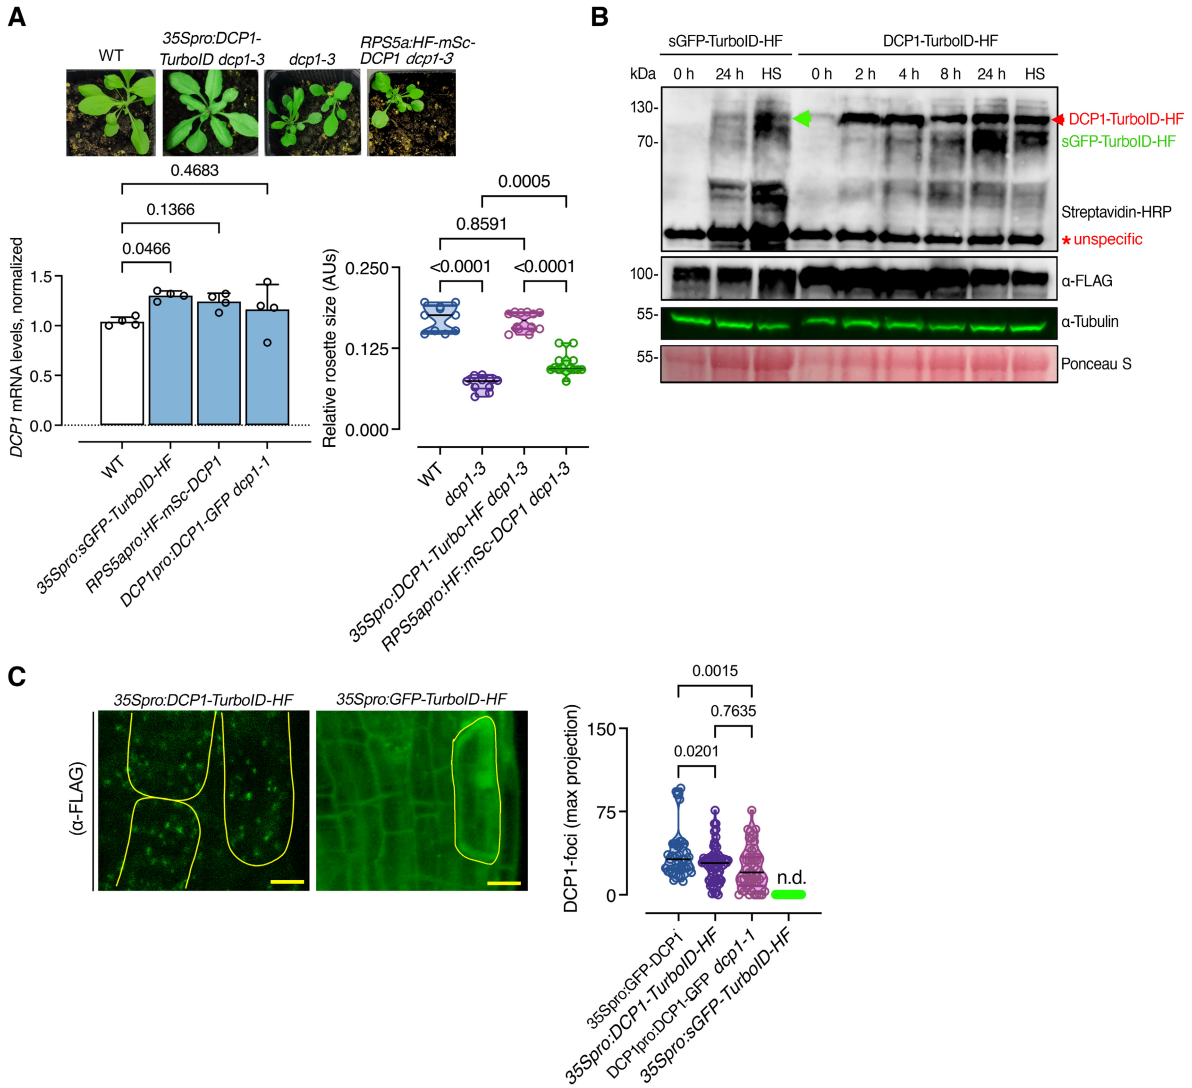 A
WT
35Spro:DCP1-
TurboID dcp1-3
dcp1-3
RPS5a:HF-mSc-
DCP1 dcp1-3
0.4683
0.1366
0.0466
DCP1 mRNA levels, normalized
1.5
1.0
0.5
0.0
WT
35Spro:sGFP-TurboID-HF
RPS5apro:HF-mSc-DCP1
DCP1pro:DCP1-GFP dcp1-1
0.0005
0.8591
<0.0001
<0.0001
Relative rosette size (AUs)
0.250
0.125
0.000
WT
dcp1-3
35Spro:DCP1-Turbo-HF dcp1-3
RPS5apro:HF:mSc-DCP1 dcp1-3
B
sGFP-TurboID-HF
DCP1-TurboID-HF
kDa
0 h
24 h
HS
0 h
2 h
4 h
8 h
24 h
HS
130-
70-
DCP1-TurboID-HF
sGFP-TurboID-HF
Streptavidin-HRP
* unspecific
100-
α-FLAG
55-
α-Tubulin
55-
Ponceau S
C
35Spro:DCP1-TurboID-HF
35Spro:GFP-TurboID-HF
(α-FLAG)
0.0015
0.7635
0.0201
DCP1-foci (max projection)
150
75
0
n.d.
35Spro:GFP-DCP1
35Spro:DCP1-TurboID-HF
DCP1pro:DCP1-GFP dcp1-1
35Spro:sGFP-TurboID-HF